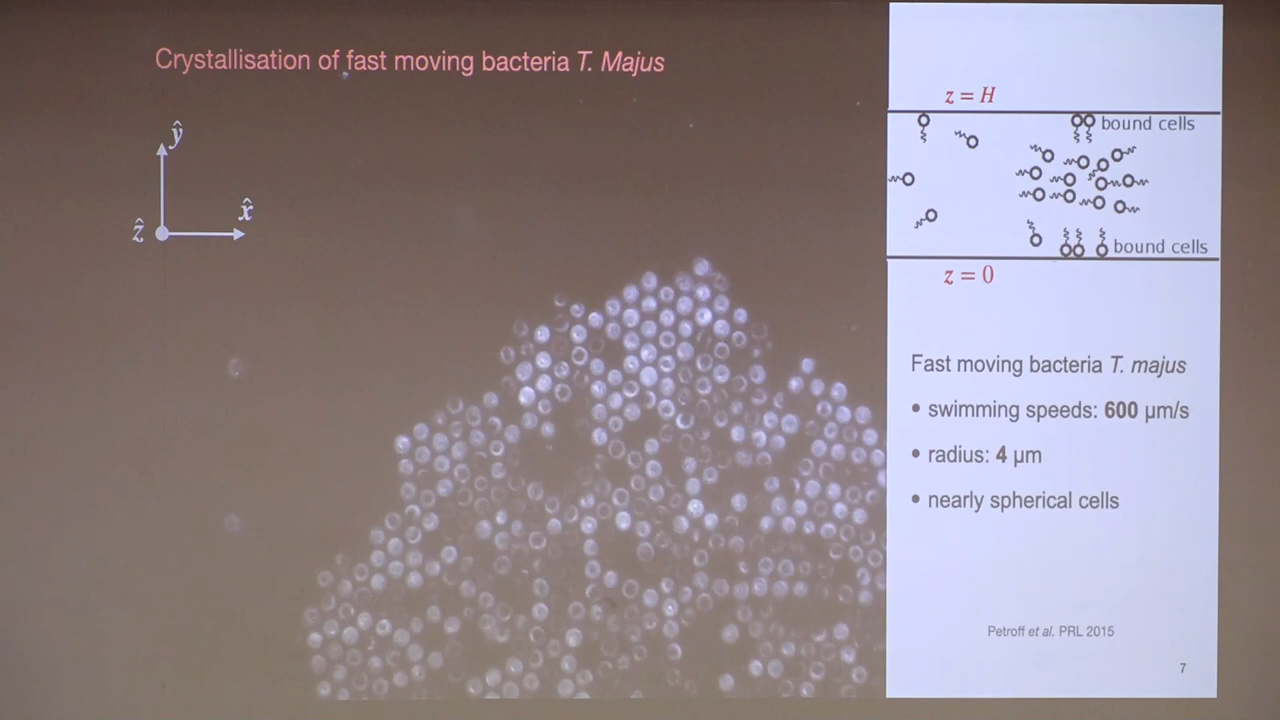 Crystallisation of fast moving bacteria T. Majus
ŷ
x̂
ẑ
z = H
bound cells
bound cells
z = 0
Fast moving bacteria T. majus
• swimming speeds: 600 μm/s
• radius: 4 μm
• nearly spherical cells
Petroff et al. PRL 2015
7